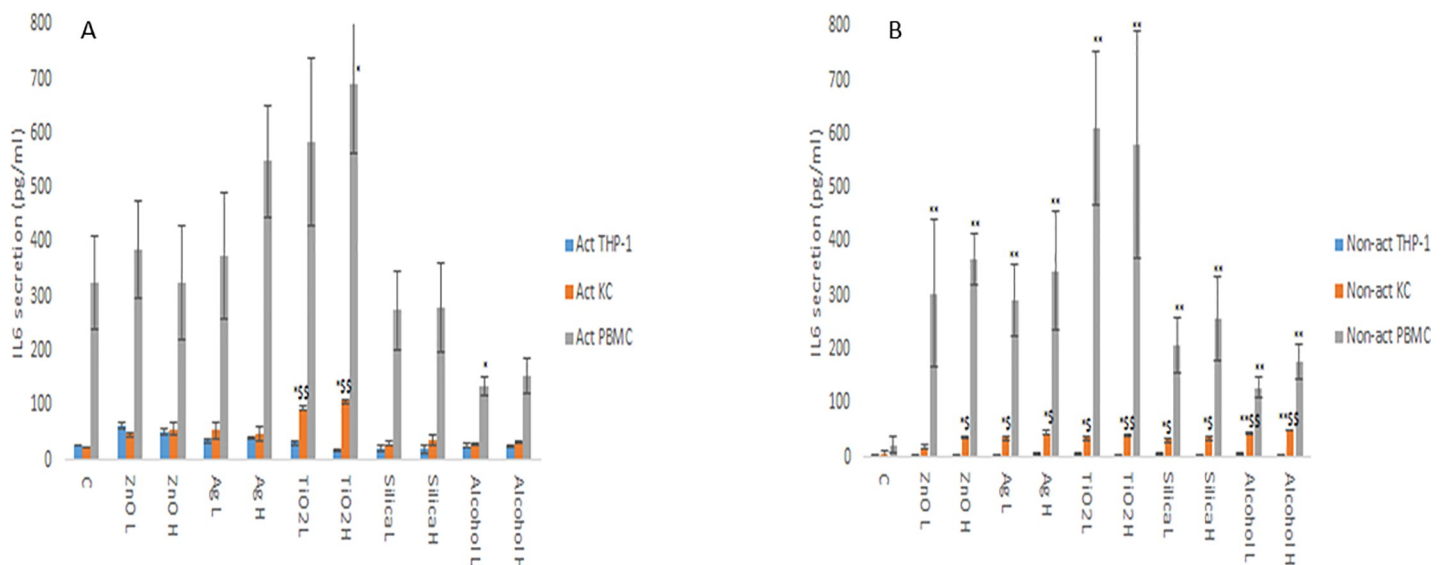 A
IL6 secretion (pg/ml)
800
700
600
500
400
300
200
100
0
*
*$$
*$$
*
C
ZnO L
ZnO H
Ag L
Ag H
TiO2 L
TiO2 H
Silica L
Silica H
Alcohol L
Alcohol H
Act THP-1
Act KC
Act PBMC
B
IL6 secretion (pg/ml)
800
700
600
500
400
300
200
100
0
**
**
**
**
**
**
**
**
**
**
*$
*$
*$
*$
*$$
*$
*$
**$$
**$$
C
ZnO L
ZnO H
Ag L
Ag H
TiO2 L
TiO2 H
Silica L
Silica H
Alcohol L
Alcohol H
Non-act THP-1
Non-act KC
Non-act PBMC